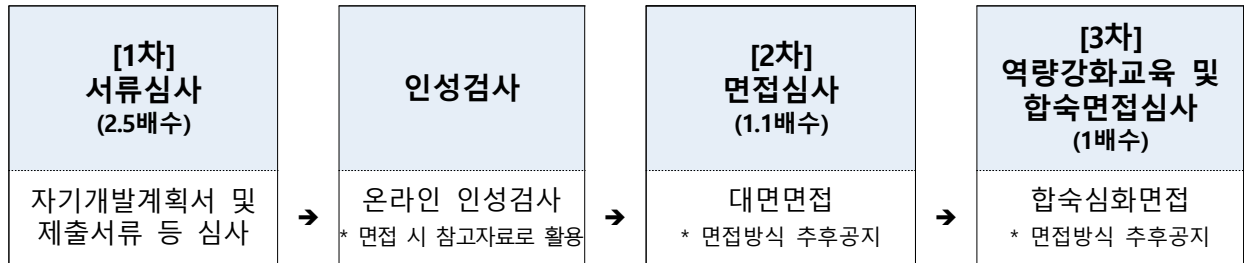 [1차]
서류심사
(2.5배수)
자기개발계획서 및
제출서류 등 심사
➔
인성검사
온라인 인성검사
* 면접 시 참고자료로 활용
➔
[2차]
면접심사
(1.1배수)
대면면접
* 면접방식 추후공지
➔
[3차]
역량강화교육 및
합숙면접심사
(1배수)
합숙심화면접
* 면접방식 추후공지